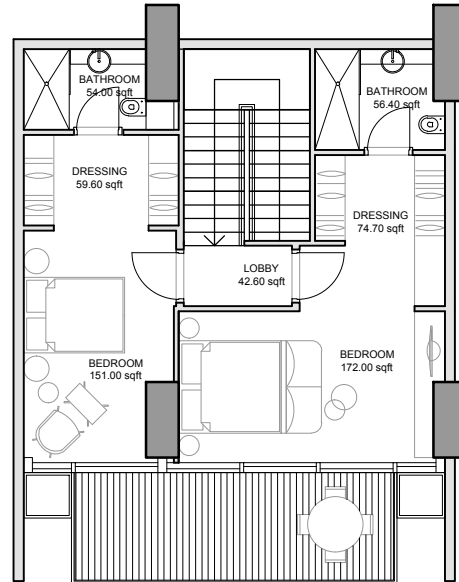 BATHROOM
54.00 sqft
BATHROOM
56.40 sqft
DRESSING
59.60 sqft
DRESSING
74.70 sqft
LOBBY
42.60 sqft
BEDROOM
151.00 sqft
BEDROOM
172.00 sqft